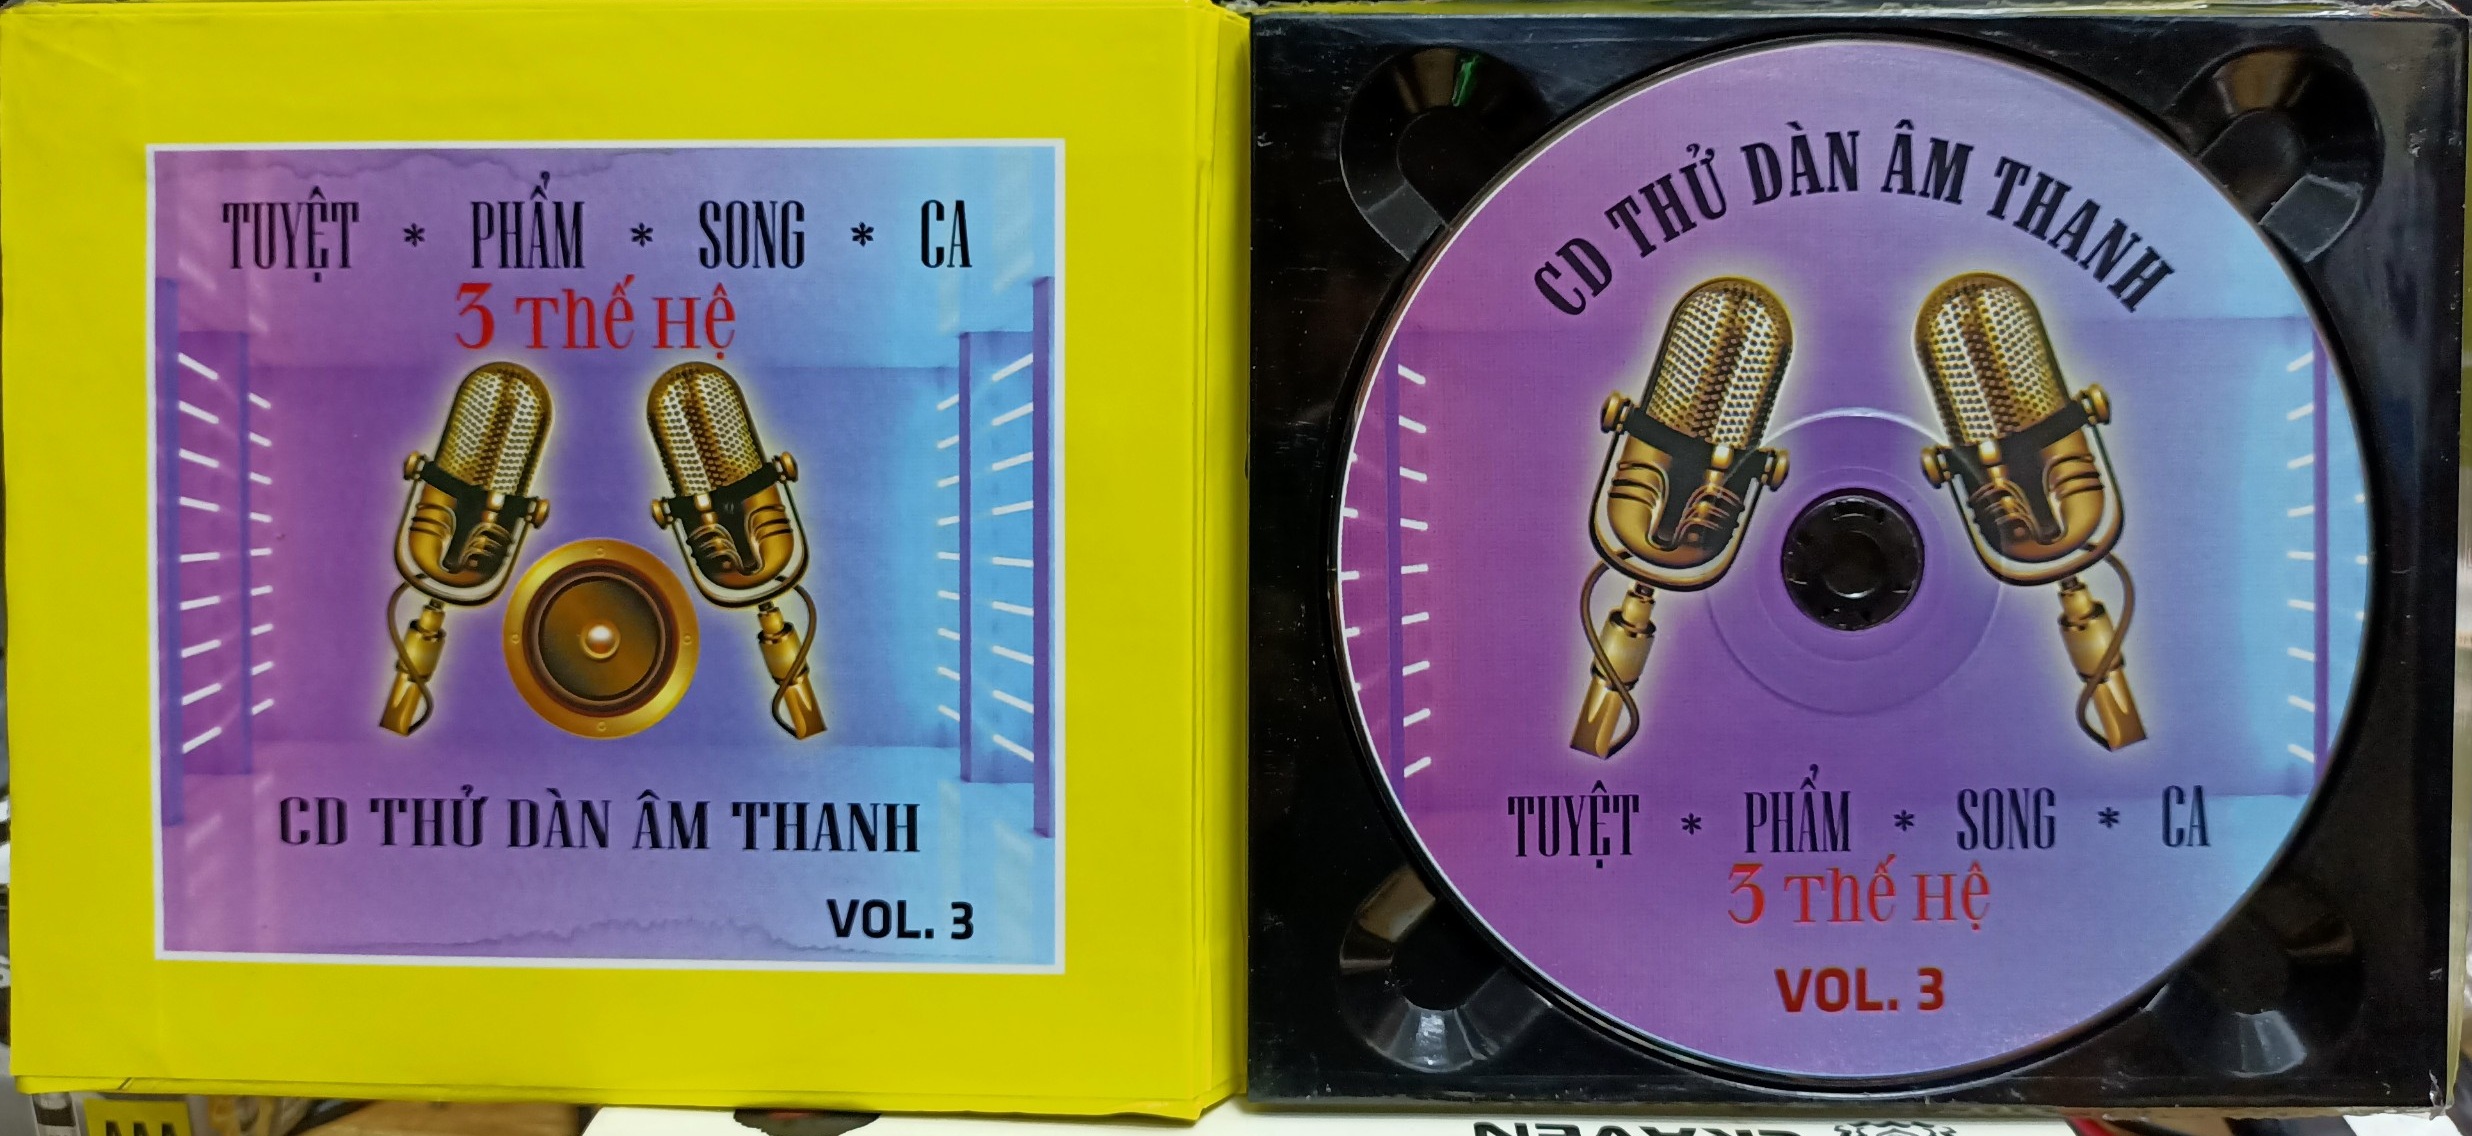 TUYỆT * PHẨM * SONG * CA
3 Thế Hệ
CD THỬ DÀN ÂM THANH
VOL. 3
CD THỬ DÀN ÂM THANH
TUYỆT * PHẨM * SONG * CA
3 Thế Hệ
VOL. 3